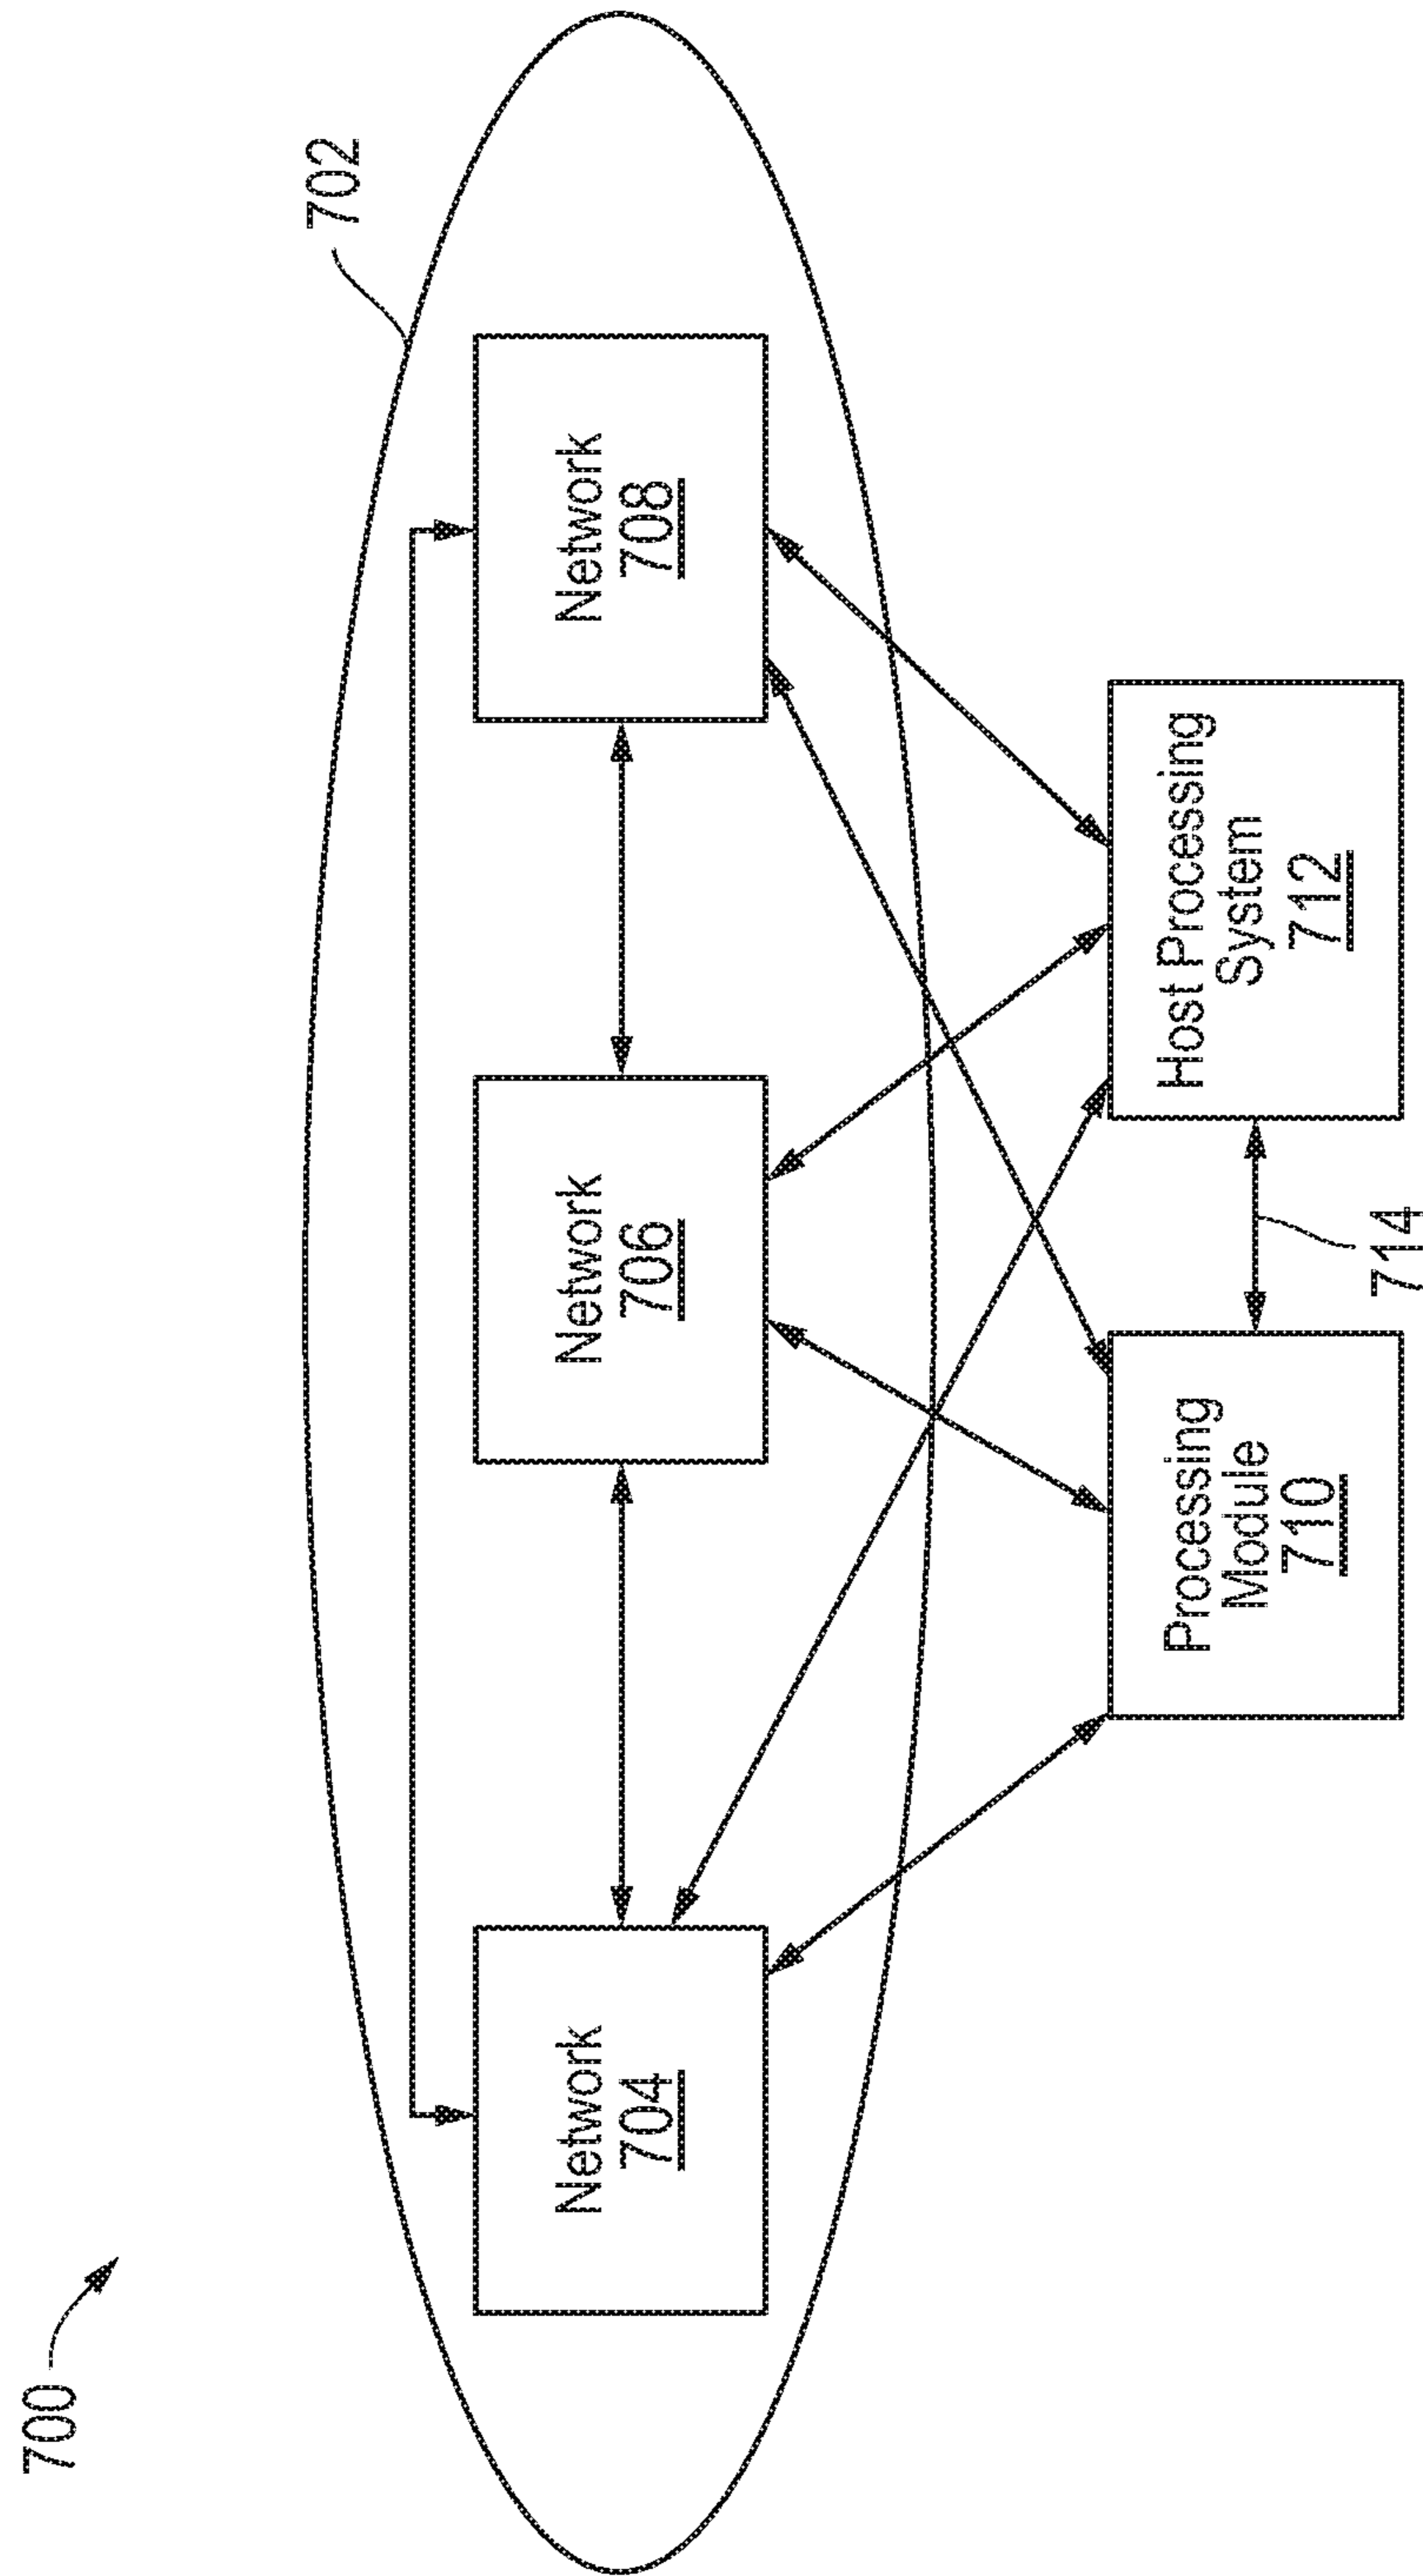 700
702
Network
704
Network
706
Network
708
Processing
Module
710
Host Processing
System
712
714